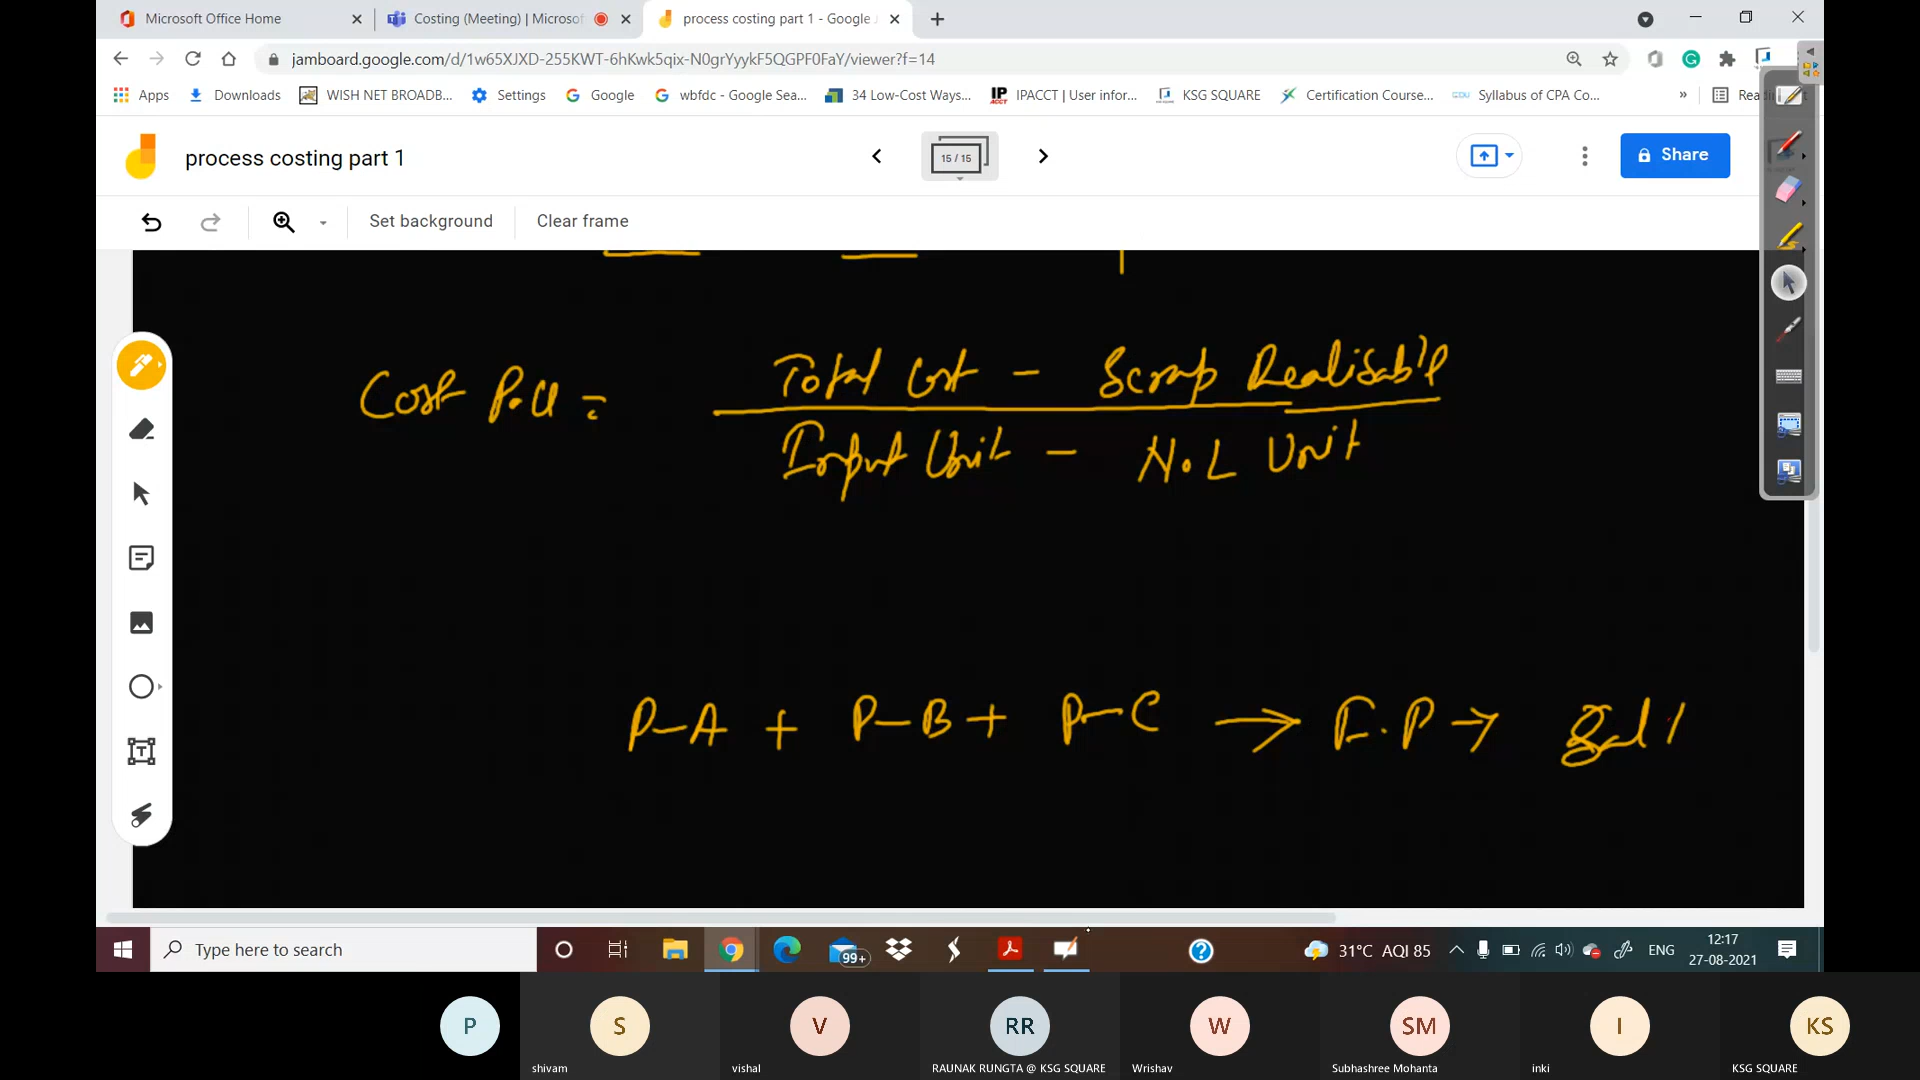 Microsoft Office Home
Costing (Meeting) | Microsof
process costing part 1 - Google J
jamboard.google.com/d/1w65XJXD-255KWT-6hKwk5qix-N0grYyykF5QGPF0FaY/viewer?f=14
Apps
Downloads
WISH NET BROADB...
Settings
Google
wbfdc - Google Sea...
34 Low-Cost Ways...
IPACCT | User infor...
KSG SQUARE
Certification Course...
Syllabus of CPA Co...
»
Read
process costing part 1
15 / 15
Share
Set background
Clear frame
Total Cost - Scrap Realisab'l
Cost P.U =
Input Unit - N.L Unit
P-A + P-B + P-C → F.P →
Type here to search
99+
31°C AQI 85
ENG
12:17
27-08-2021
P
S
V
RR
W
SM
I
KS
shivam
vishal
RAUNAK RUNGTA @ KSG SQUARE
Wrishav
Subhashree Mohanta
inki
KSG SQUARE